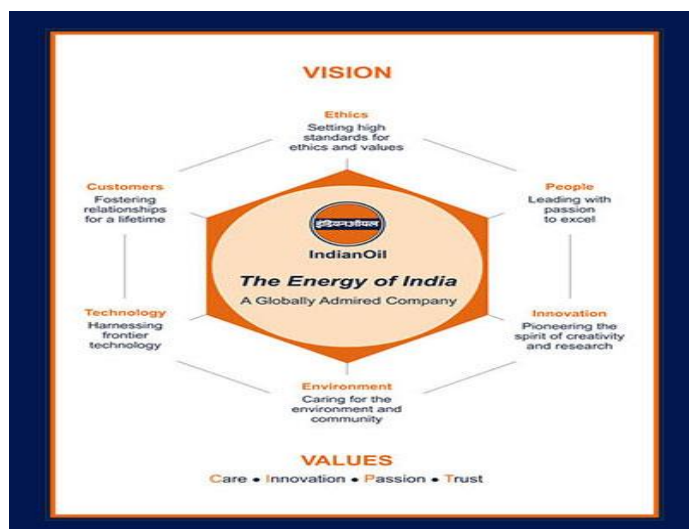 VISION
Ethics
Setting high
standards for
ethics and values
Customers
Fostering
relationships
for a lifetime
People
Leading with
passion
to excel
इंडियनऑयल
IndianOil
The Energy of India
A Globally Admired Company
Technology
Harnessing
frontier
technology
Innovation
Pioneering the
spirit of creativity
and research
Environment
Caring for the
environment and
community
VALUES
Care • Innovation • Passion • Trust